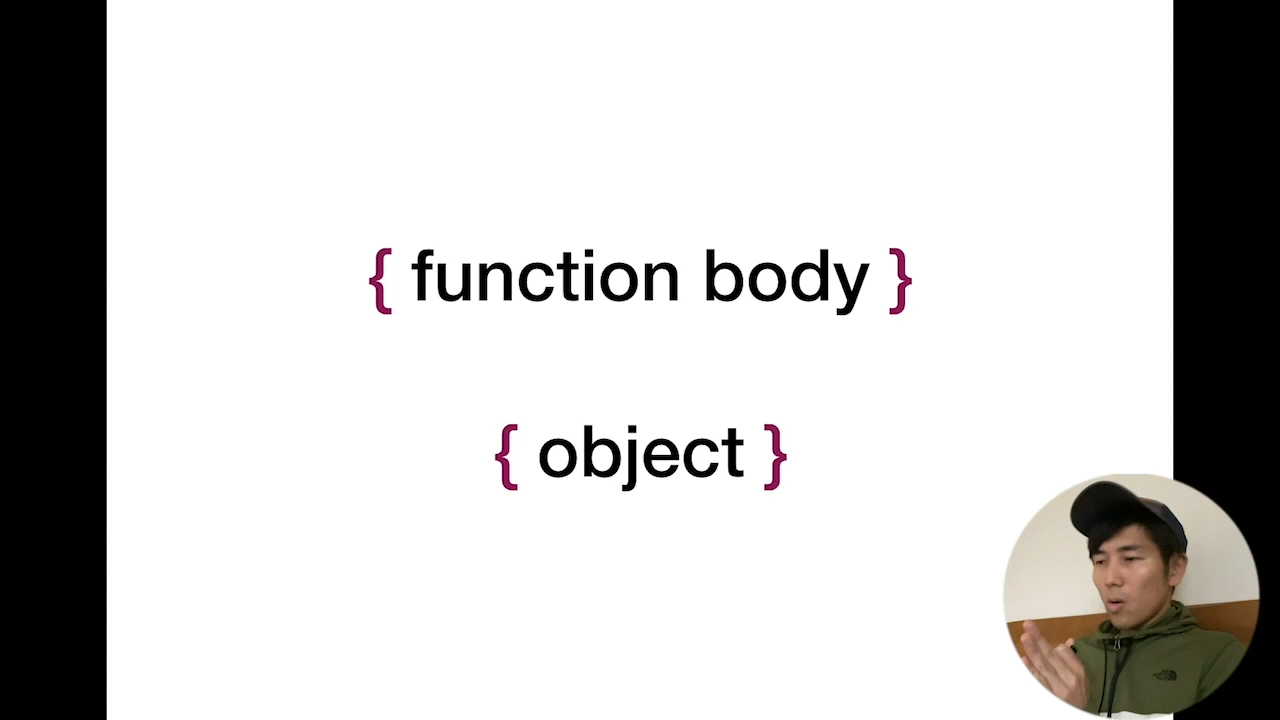 { function body }
{ object }